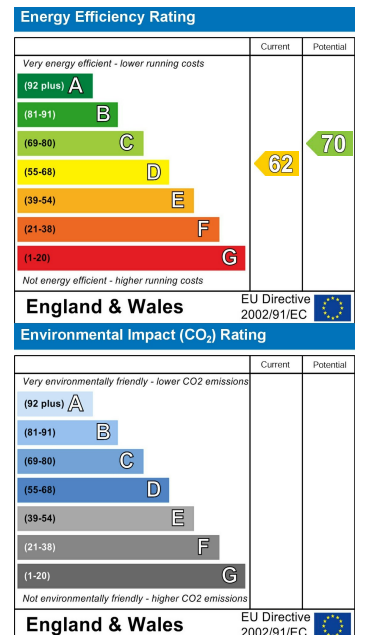 Energy Efficiency Rating
Current Potential
Very energy efficient - lower running costs
(92 plus) A
(81-91) B
(69-80) C
(55-68) D
(39-54) E
(21-38) F
(1-20) G
62 70
Not energy efficient - higher running costs
England & Wales
EU Directive
2002/91/EC
Environmental Impact (CO₂) Rating
Current Potential
Very environmentally friendly - lower CO2 emissions
(92 plus) A
(81-91) B
(69-80) C
(55-68) D
(39-54) E
(21-38) F
(1-20) G
Not environmentally friendly - higher CO2 emissions
England & Wales
EU Directive
2002/91/EC